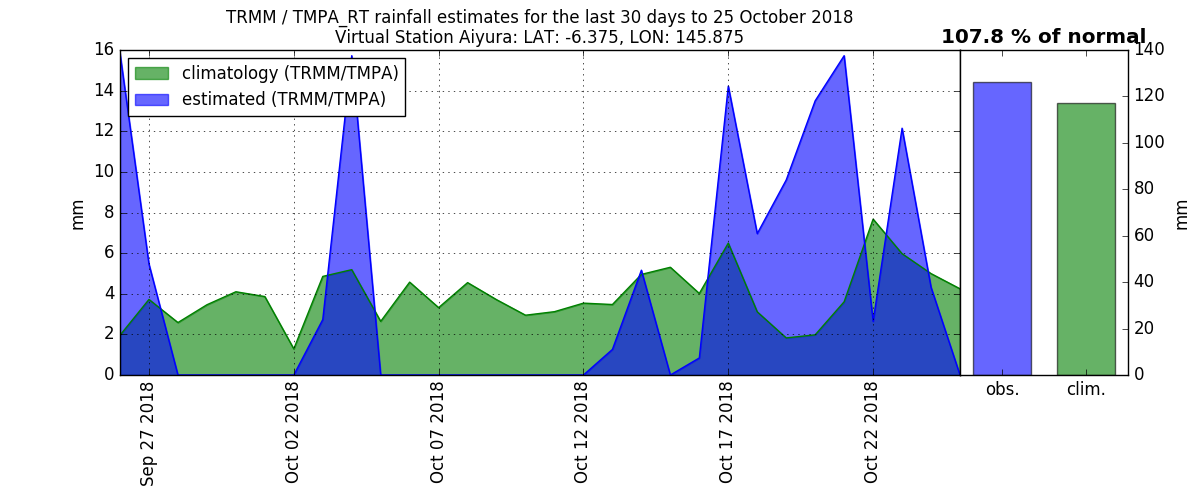 TRMM / TMPA_RT rainfall estimates for the last 30 days to 25 October 2018
Virtual Station Aiyura: LAT: -6.375, LON: 145.875
107.8 % of normal
climatology (TRMM/TMPA)
estimated (TRMM/TMPA)
mm
16
14
12
10
8
6
4
2
0
Sep 27 2018
Oct 02 2018
Oct 07 2018
Oct 12 2018
Oct 17 2018
Oct 22 2018
obs.
clim.
140
120
100
80
60
40
20
0
mm